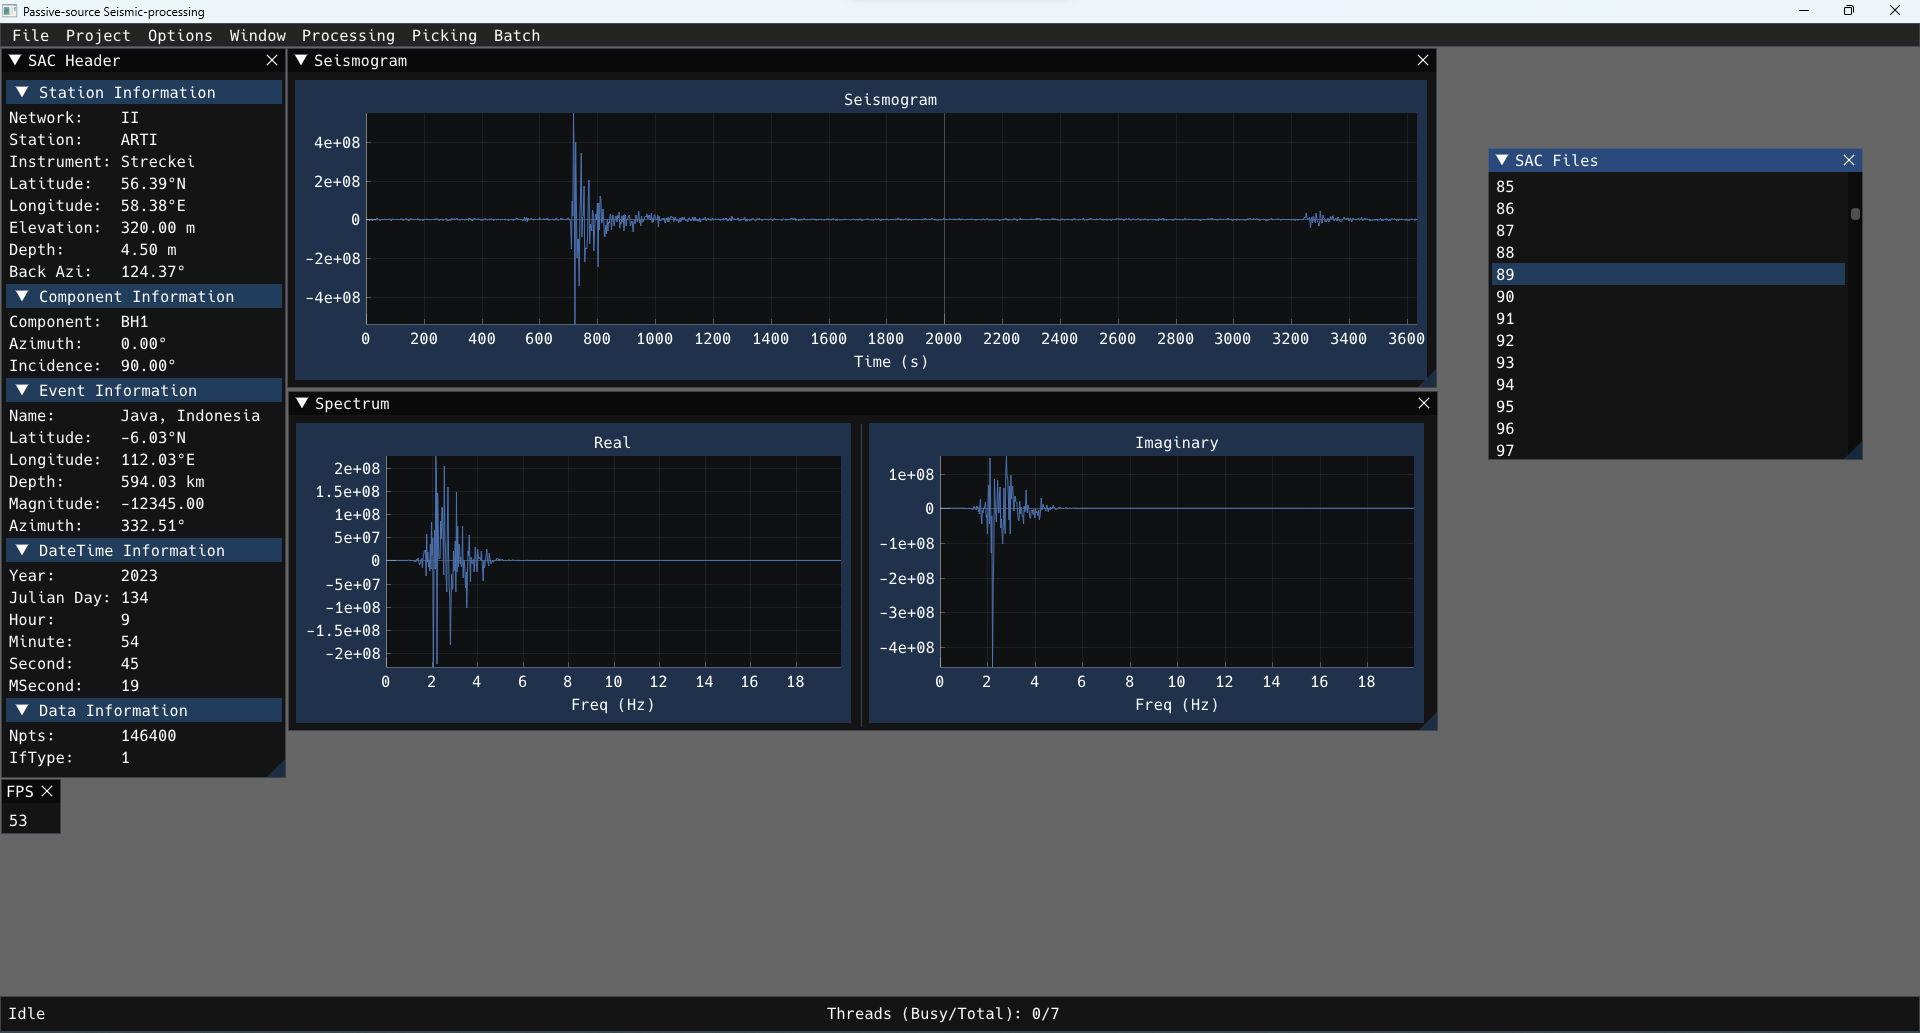 Passive-source Seismic-processing
File Project Options Window Processing Picking Batch
SAC Header
Station Information
Network: II
Station: ARTI
Instrument: Streckei
Latitude: 56.39°N
Longitude: 58.38°E
Elevation: 320.00 m
Depth: 4.50 m
Back Azi: 124.37°
Component Information
Component: BH1
Azimuth: 0.00°
Incidence: 90.00°
Event Information
Name: Java, Indonesia
Latitude: -6.03°N
Longitude: 112.03°E
Depth: 594.03 km
Magnitude: -12345.00
Azimuth: 332.51°
DateTime Information
Year: 2023
Julian Day: 134
Hour: 9
Minute: 54
Second: 45
MSecond: 19
Data Information
Npts: 146400
IfType: 1
FPS
53
Seismogram
Seismogram
4e+08
2e+08
0
-2e+08
-4e+08
0 200 400 600 800 1000 1200 1400 1600 1800 2000 2200 2400 2600 2800 3000 3200 3400 3600
Time (s)
Spectrum
Real
2e+08
1.5e+08
1e+08
5e+07
0
-5e+07
-1e+08
-1.5e+08
-2e+08
0 2 4 6 8 10 12 14 16 18
Freq (Hz)
Imaginary
1e+08
0
-1e+08
-2e+08
-3e+08
-4e+08
0 2 4 6 8 10 12 14 16 18
Freq (Hz)
SAC Files
85
86
87
88
89
90
91
92
93
94
95
96
97
Idle
Threads (Busy/Total): 0/7